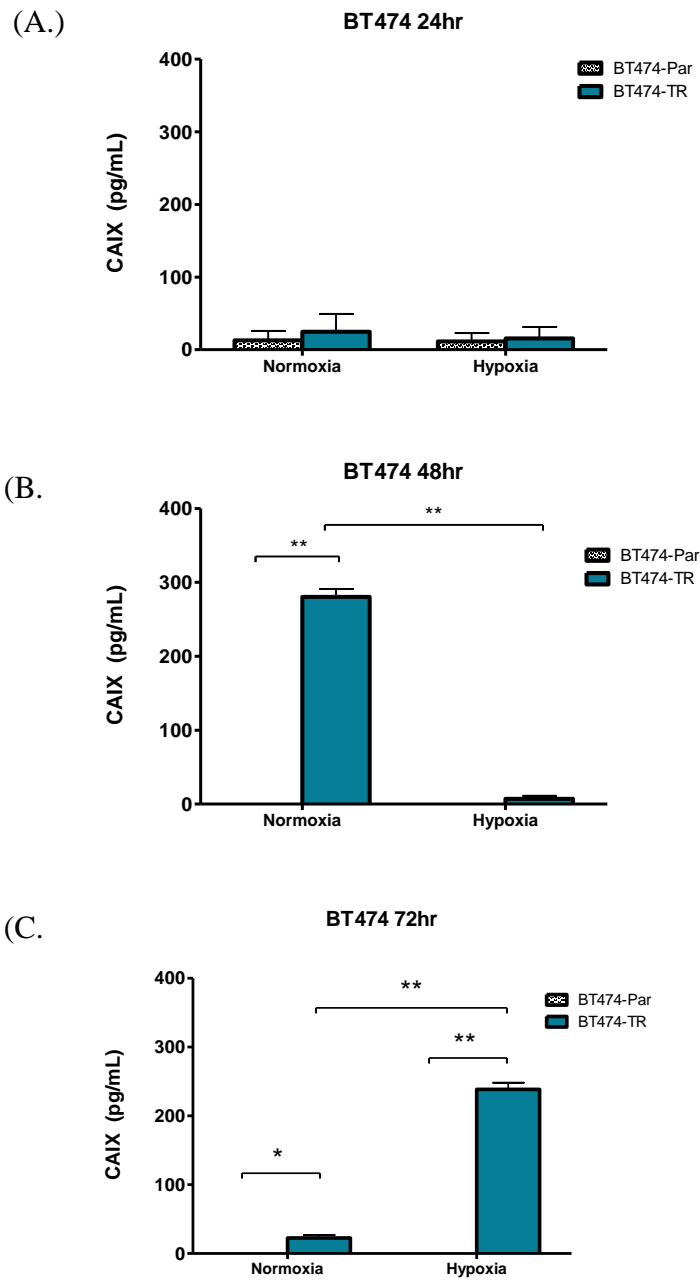 (A.)
BT474 24hr
400
300
200
100
0
CAIX (pg/mL)
BT474-Par
BT474-TR
Normoxia
Hypoxia
(B.
BT474 48hr
400
300
200
100
0
CAIX (pg/mL)
**
**
BT474-Par
BT474-TR
Normoxia
Hypoxia
(C.
BT474 72hr
400
300
200
100
0
CAIX (pg/mL)
**
**
*
BT474-Par
BT474-TR
Normoxia
Hypoxia